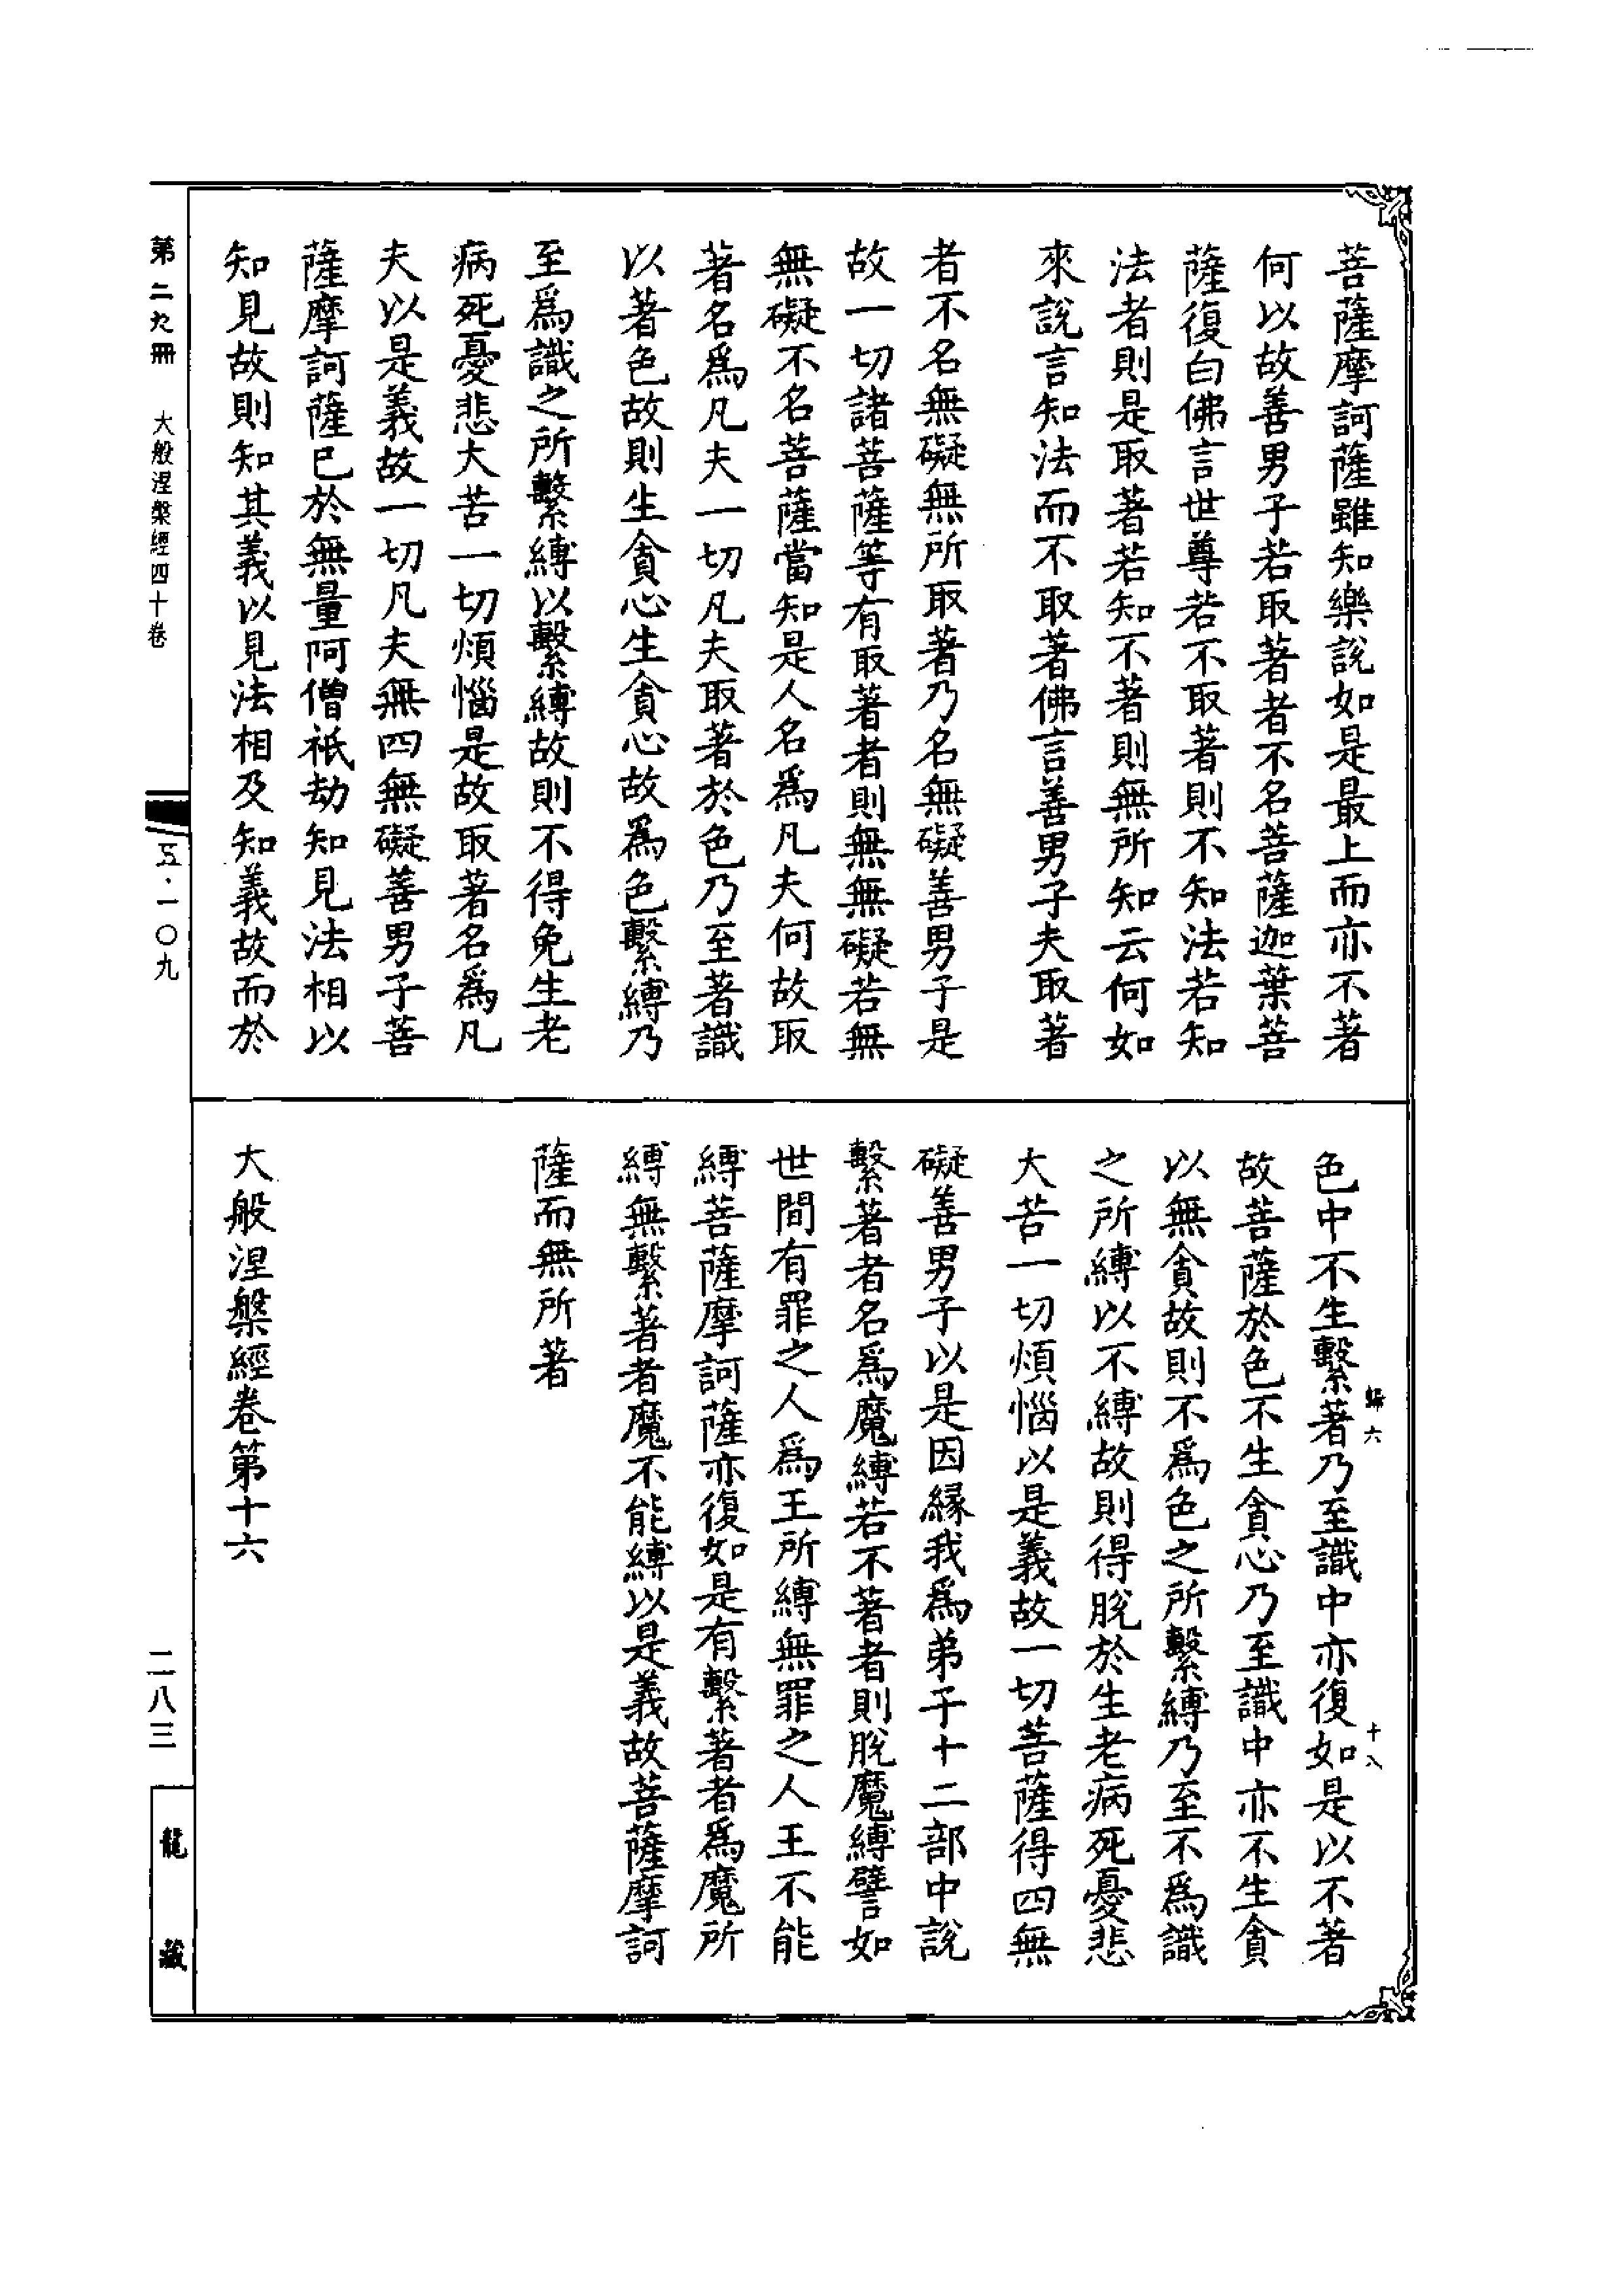 菩薩摩訶薩雖知樂說如是最上而亦不著
何以故善男子若取著者不名菩薩迦葉菩
薩復白佛言世尊若不取著則不知法若知
法者則是取著若知不著則無所知云何如
來說言知法而不取著佛言善男子夫取著
者不名無礙無所取著乃名無礙善男子是
故一切諸菩薩等有取著者則無無礙若無
無礙不名菩薩當知是人名爲凡夫何故取
著名爲凡夫一切凡夫取著於色乃至著識
以著色故則生貪心生貪心故爲色繫縛乃
至爲識之所繫縛以繫縛故則不得免生老
病死憂悲大苦一切煩惱是故取著名爲凡
夫以是義故一切凡夫無四無礙善男子菩
薩摩訶薩已於無量阿僧祇劫知見法相以
知見故則知其義以見法相及知義故而於
色中不生繫著乃至識中亦復如是以不著
故菩薩於色不生貪心乃至識中亦不生貪
以無貪故則不爲色之所繫縛乃至不爲識
之所縛以不縛故則得脫於生老病死憂悲
大苦一切煩惱以是義故一切菩薩得四無
礙善男子以是因緣我爲弟子十二部中說
繫著者名爲魔縛若不著者則脫魔縛譬如
世間有罪之人爲王所縛無罪之人王不能
縛菩薩摩訶薩亦復如是有繫著者爲魔所
縛無繫著者魔不能縛以是義故菩薩摩訶
薩而無所著
大般涅槃經卷第十六
歸六
十八
第二九冊
大般涅槃經四十卷
五·一〇九
二八三
龍藏